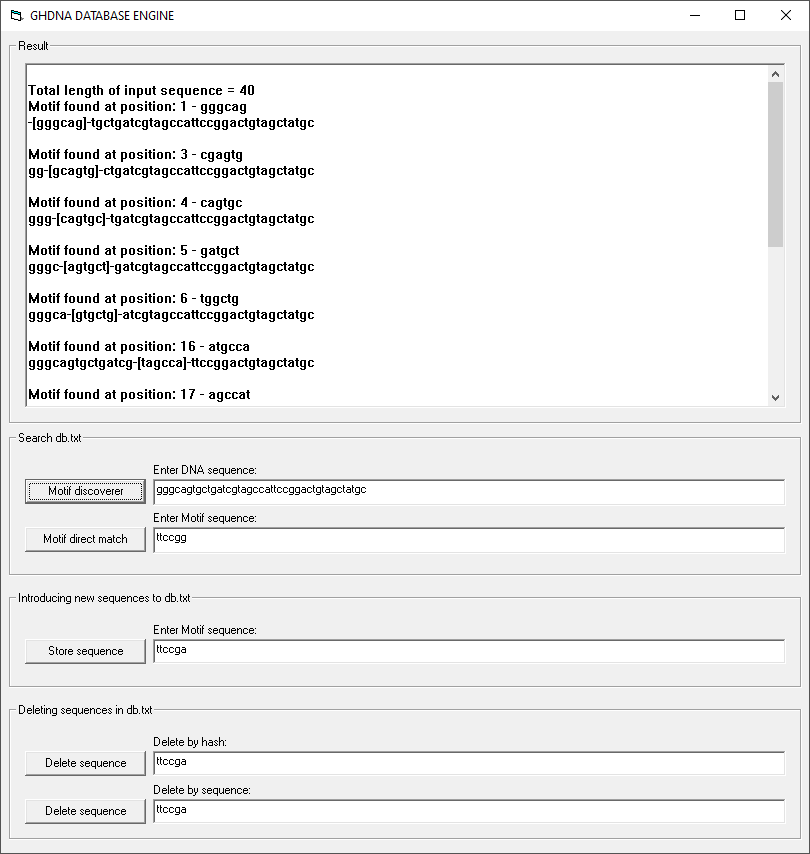 GHDNA DATABASE ENGINE
Result
Total length of input sequence = 40
Motif found at position: 1 - gggcag
-[gggcag]-tgctgatcgtagccattccggactgtagctatgc
Motif found at position: 3 - cgagtg
gg-[gcagtg]-ctgatcgtagccattccggactgtagctatgc
Motif found at position: 4 - cagtgc
ggg-[cagtgc]-tgatcgtagccattccggactgtagctatgc
Motif found at position: 5 - gatgct
gggc-[agtgct]-gatcgtagccattccggactgtagctatgc
Motif found at position: 6 - tggctg
gggca-[gtgctg]-atcgtagccattccggactgtagctatgc
Motif found at position: 16 - atgcca
gggcagtgctgatcg-[tagcca]-ttccggactgtagctatgc
Motif found at position: 17 - agccat
Search db.txt
Enter DNA sequence:
Motif discoverer
gggcagtgctgatcgtagccattccggactgtagctatgc
Enter Motif sequence:
Motif direct match
ttccgg
Introducing new sequences to db.txt
Enter Motif sequence:
Store sequence
ttccga
Deleting sequences in db.txt
Delete by hash:
Delete sequence
ttccga
Delete by sequence:
Delete sequence
ttccga